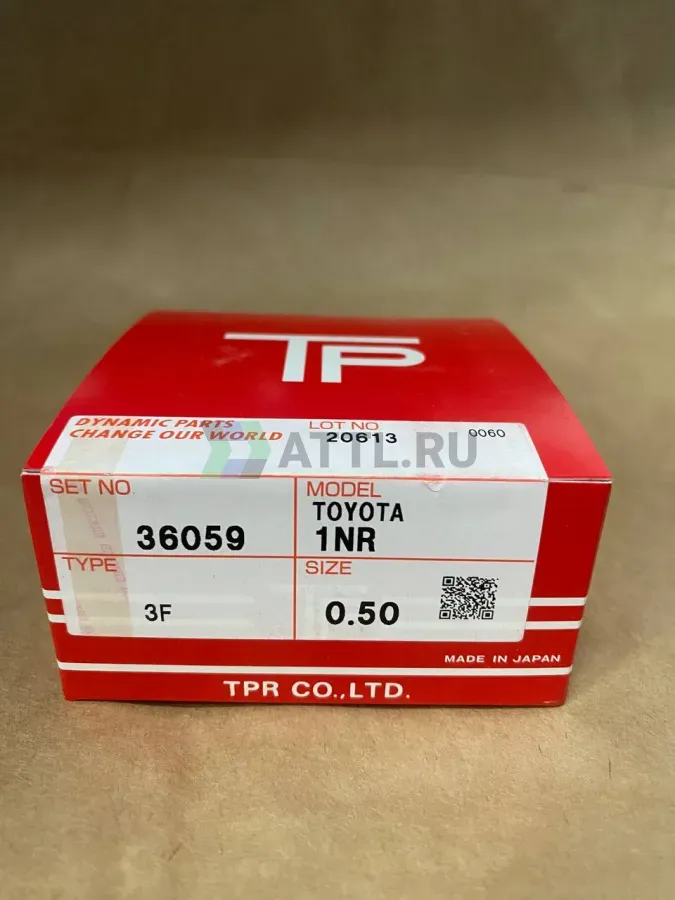 TP
DYNAMIC PARTS
CHANGE OUR WORLD
LOT NO
20613
0060
ATTL.RU
SET NO
36059
MODEL
TOYOTA
1NR
TYPE
3F
SIZE
0.50
MADE IN JAPAN
TPR CO.,LTD.